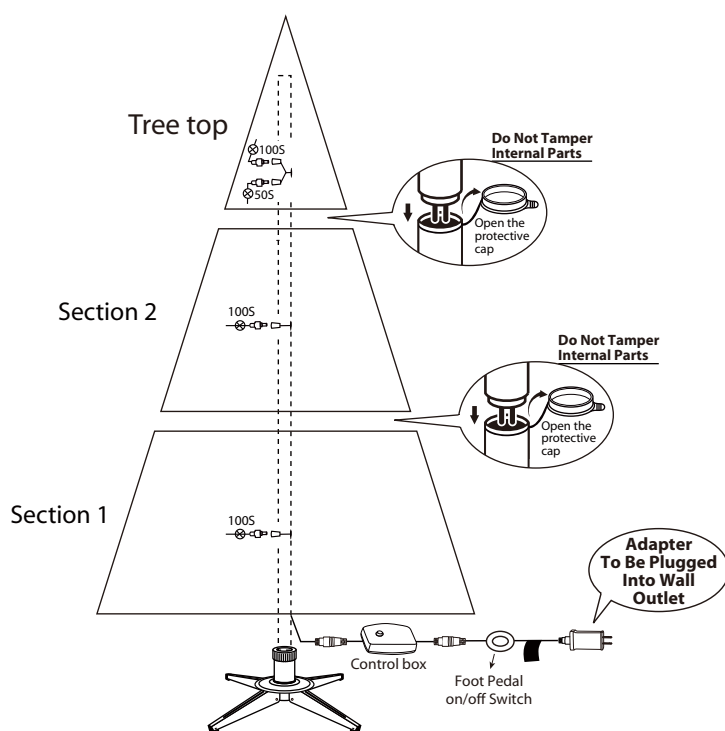 Tree top
100S
50S
Do Not Tamper
Internal Parts
Open the
protective
cap
Section 2
100S
Do Not Tamper
Internal Parts
Open the
protective
cap
Section 1
100S
Adapter
To Be Plugged
Into Wall
Outlet
Control box
Foot Pedal
on/off Switch